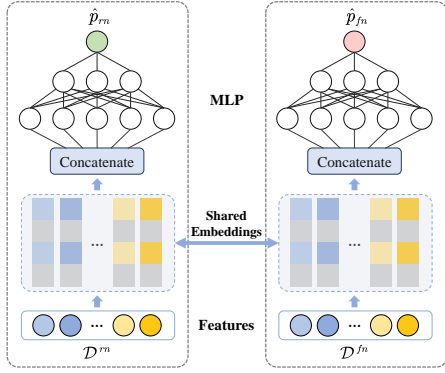 p̂_rn
p̂_fn
MLP
Concatenate
Concatenate
...
...
Shared
Embeddings
...
...
Features
𝒟^rn
𝒟^fn